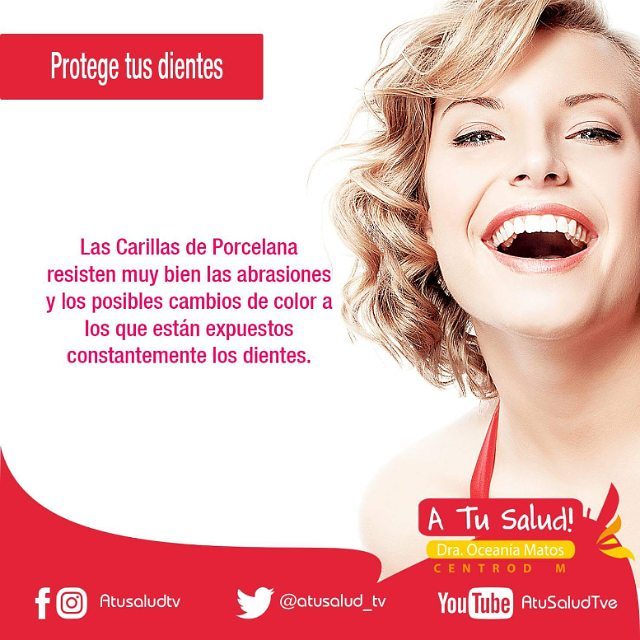 Protege tus dientes
Las Carillas de Porcelana
resisten muy bien las abrasiones
y los posibles cambios de color a
los que están expuestos
constantemente los dientes.
A Tu Salud!
Dra. Oceanía Matos
CENTROD M
Atusaludtv
@atusalud_tv
YouTube AtuSaludTve